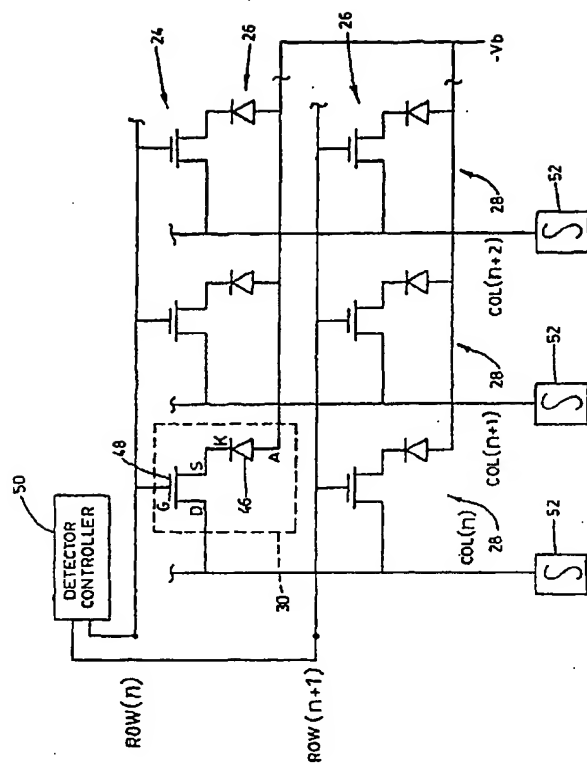 50
DETECTOR
CONTROLLER
24
26
48
G
S
D
K
46
A
30
ROW(n)
26
ROW(n+1)
-Vb
28
COL(n)
28
COL(n+1)
28
COL(n+2)
∫
52
∫
52
∫
52